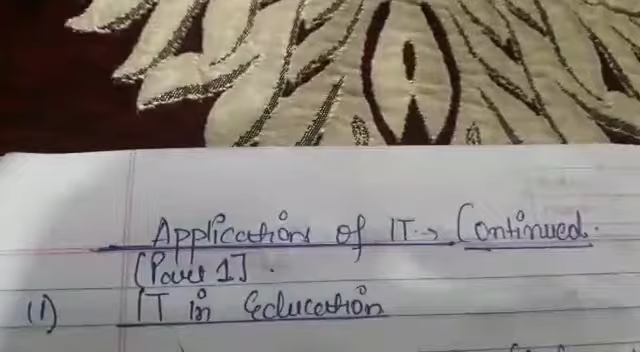 Applications of IT → Continued.
[Part 1].
(1) IT in Education